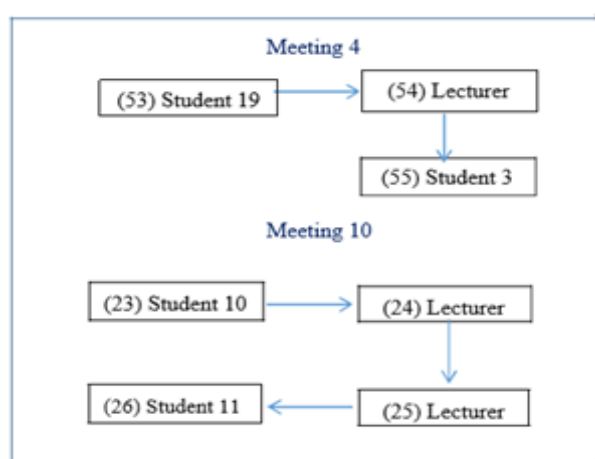 Meeting 4
(53) Student 19
(54) Lecturer
(55) Student 3
Meeting 10
(23) Student 10
(24) Lecturer
(26) Student 11
(25) Lecturer